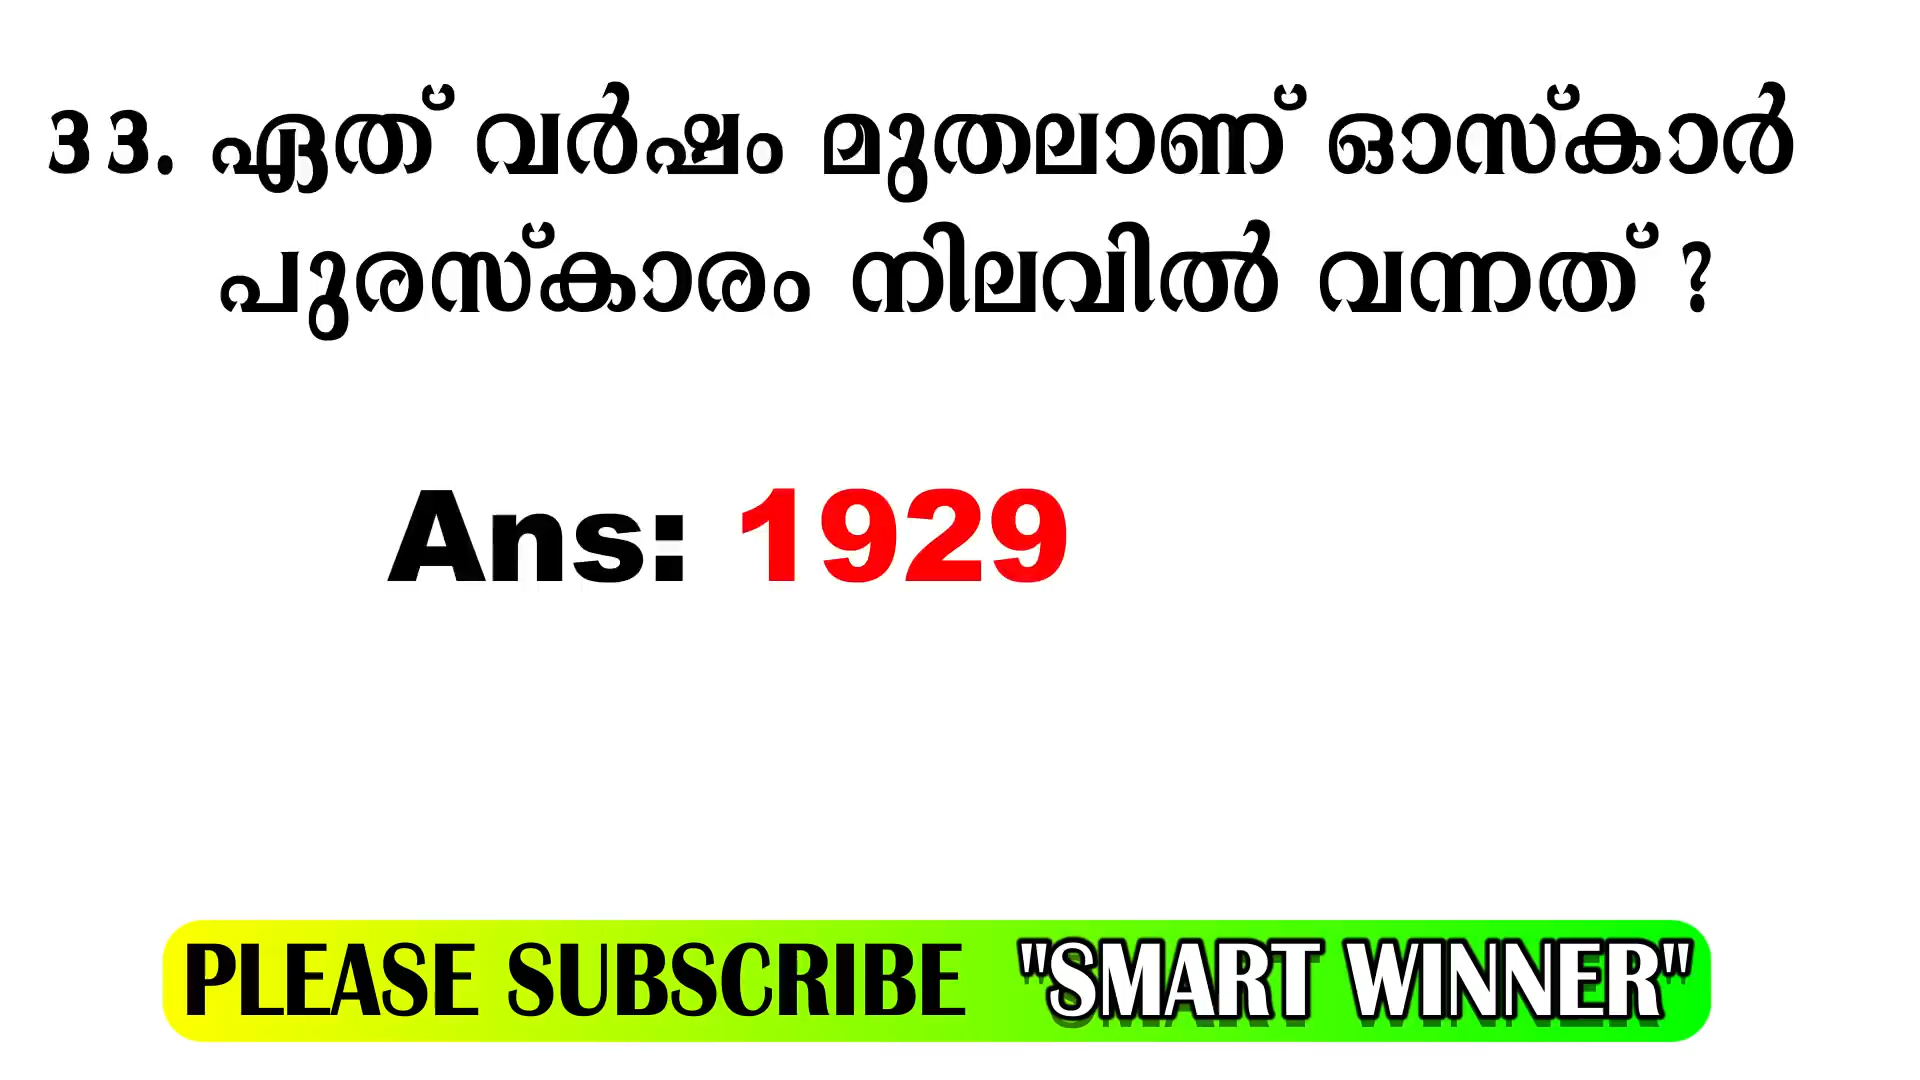 33. ഏത് വർഷം മുതലാണ് ഓസ്കാർ
പുരസ്കാരം നിലവിൽ വന്നത് ?
Ans: 1929
PLEASE SUBSCRIBE "SMART WINNER"